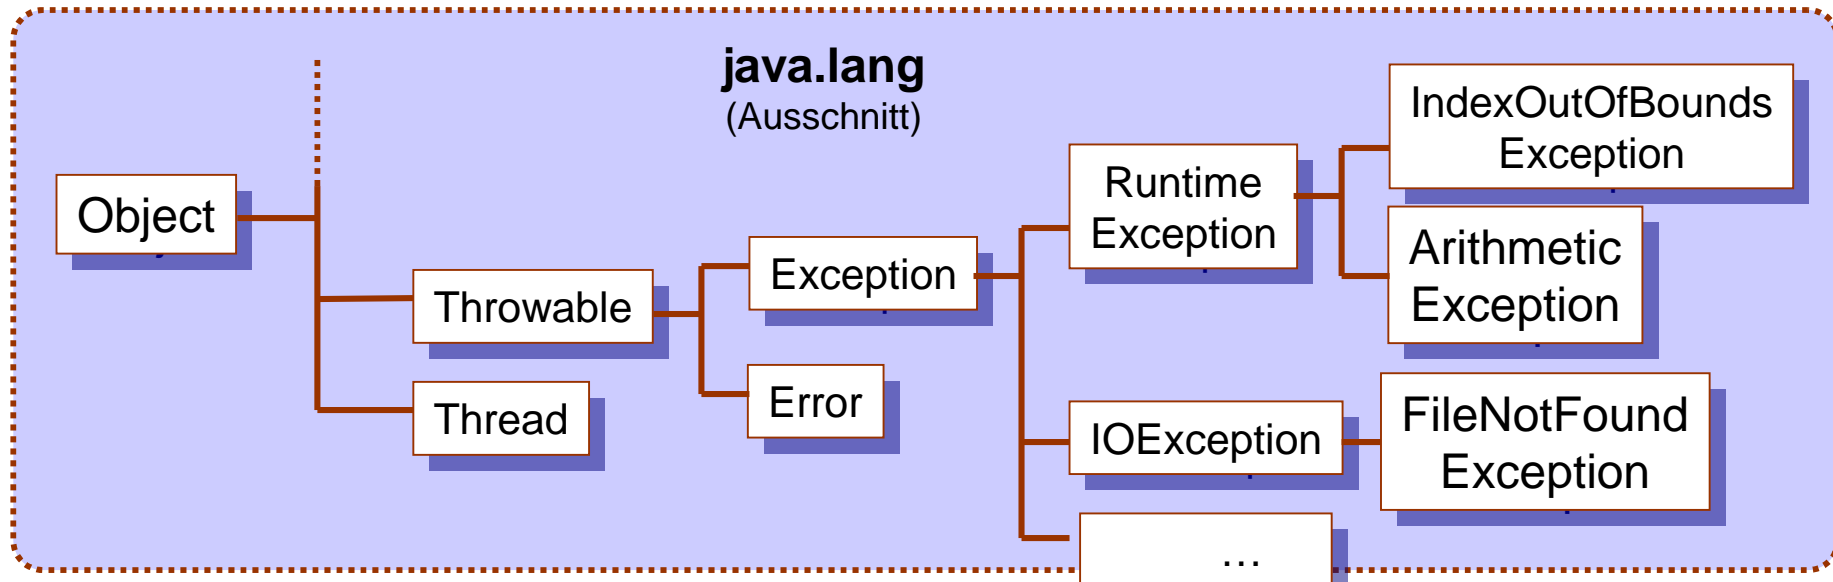 java.lang
(Ausschnitt)
Object
Throwable
Thread
Exception
Error
Runtime
Exception
IOException
...
IndexOutOfBounds
Exception
Arithmetic
Exception
FileNotFound
Exception